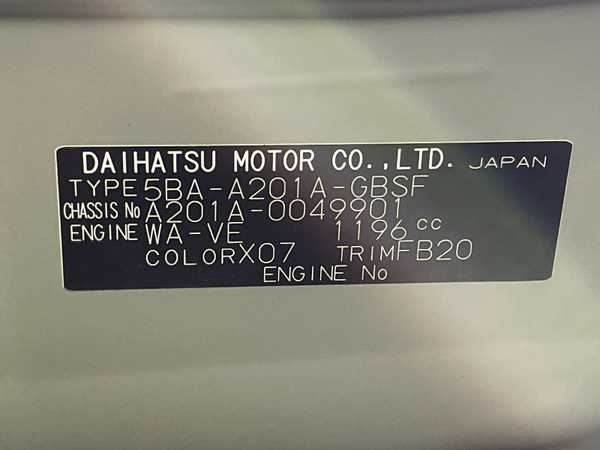 DAIHATSU MOTOR CO.,LTD. JAPAN
TYPE 5BA-A201A-GBSF
CHASSIS No A201A-0049901
ENGINE WA-VE 1196 cc
COLOR X07 TRIM FB20
ENGINE No